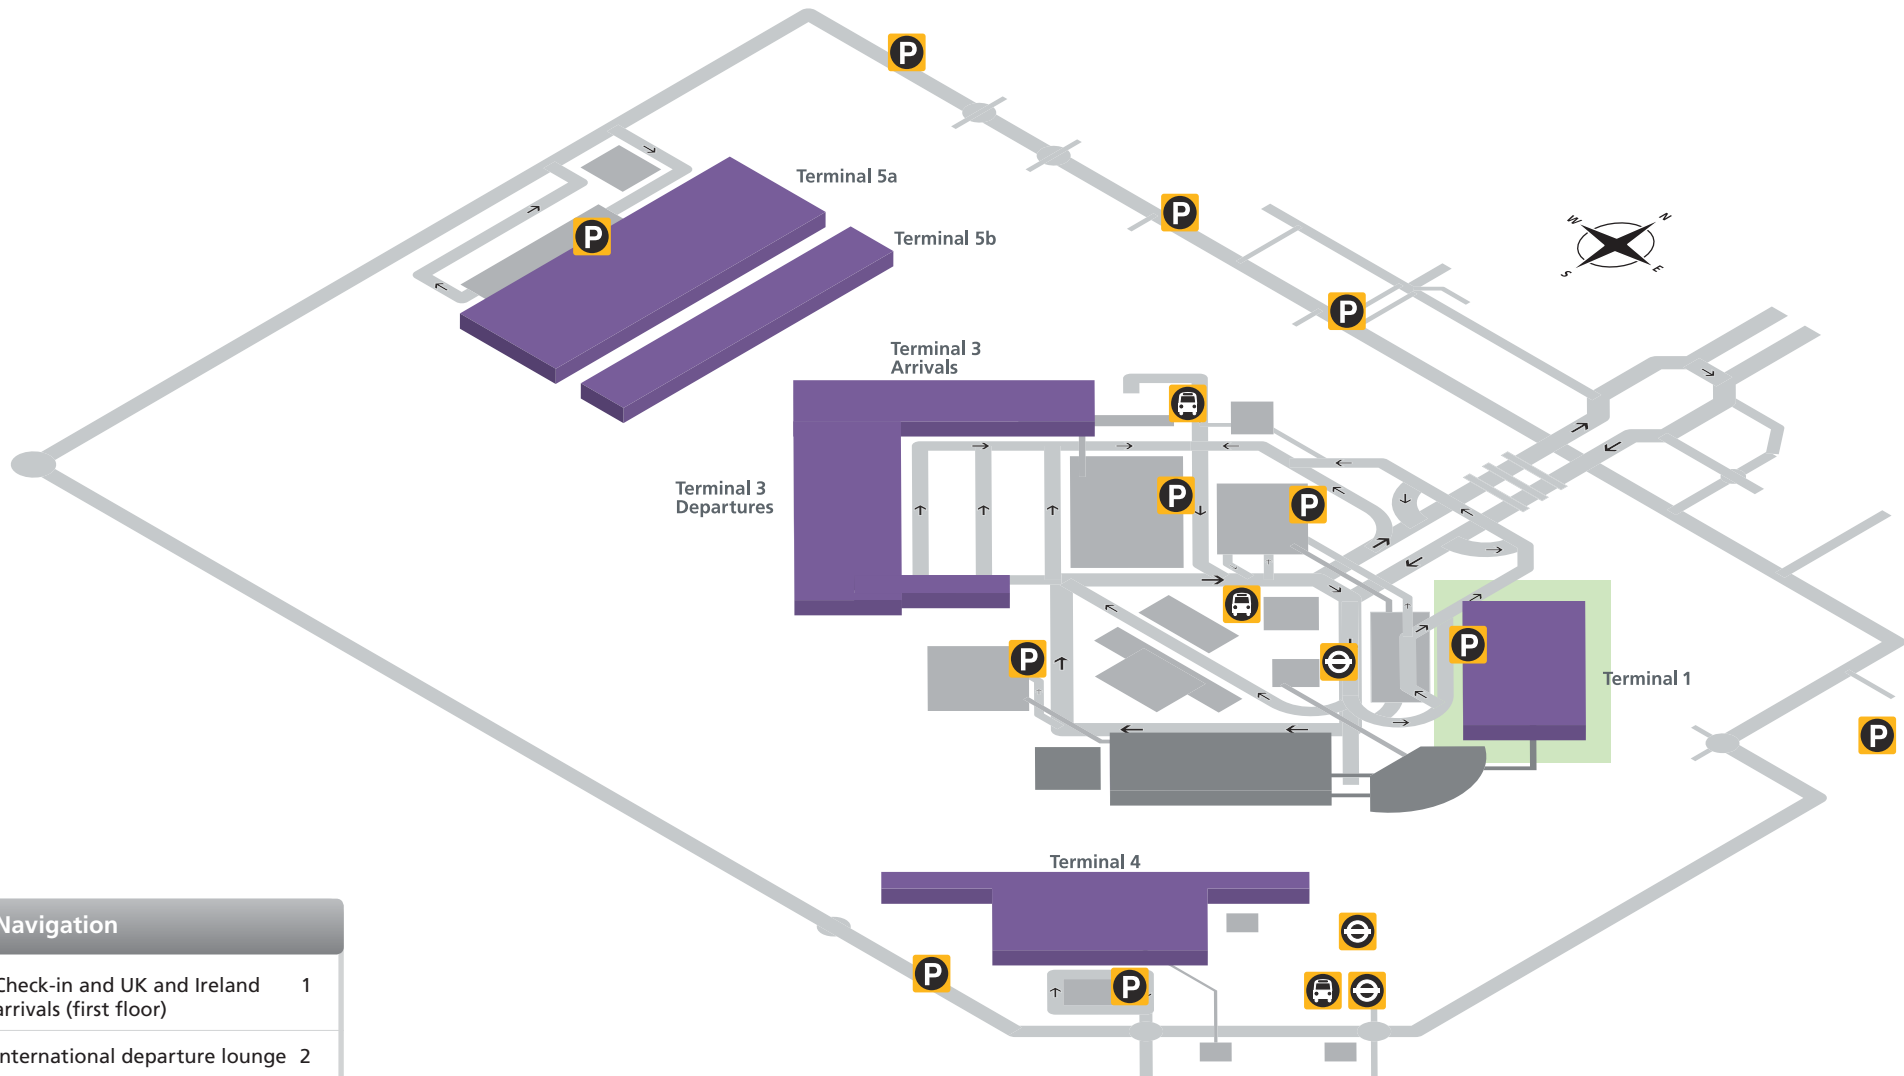 P
P
Terminal 5a
P
W
N
S
E
P
Terminal 5b
P
Terminal 3
Arrivals
Terminal 3
Departures
P
P
P
P
Terminal 1
P
Terminal 4
P
P
Navigation
Check-in and UK and Ireland 1
arrivals (first floor)
International departure lounge 2